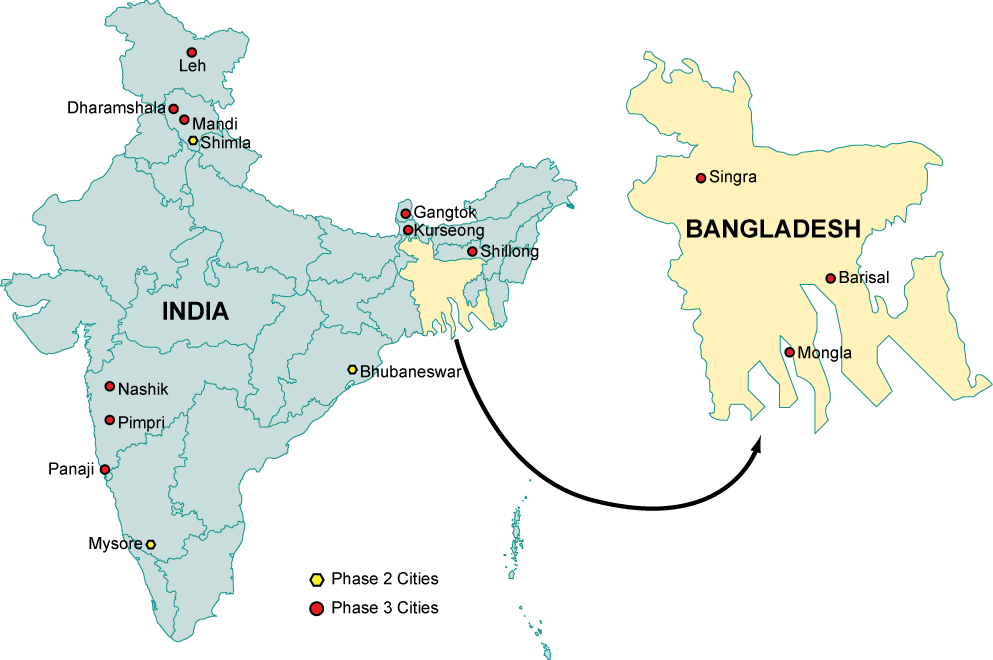 Leh
Dharamshala
Mandi
Shimla
Gangtok
Kurseong
Shillong
INDIA
Bhubaneswar
Nashik
Pimpri
Panaji
Mysore
Singra
BANGLADESH
Barisal
Mongla
Phase 2 Cities
Phase 3 Cities